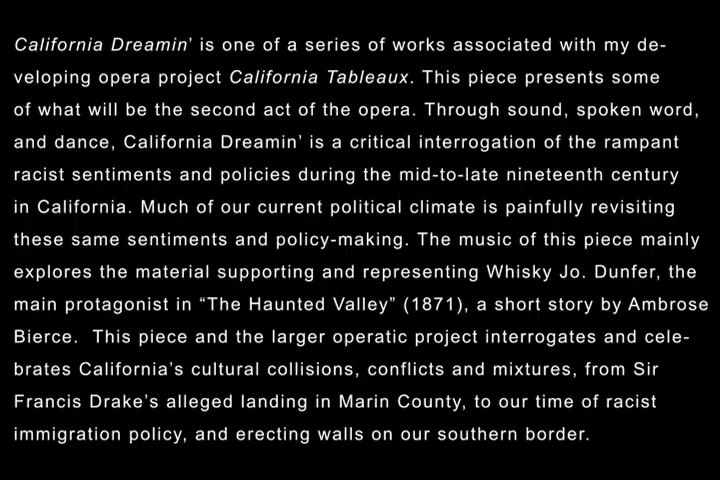 California Dreamin’ is one of a series of works associated with my de-
veloping opera project California Tableaux. This piece presents some
of what will be the second act of the opera. Through sound, spoken word,
and dance, California Dreamin’ is a critical interrogation of the rampant
racist sentiments and policies during the mid-to-late nineteenth century
in California. Much of our current political climate is painfully revisiting
these same sentiments and policy-making. The music of this piece mainly
explores the material supporting and representing Whisky Jo. Dunfer, the
main protagonist in “The Haunted Valley” (1871), a short story by Ambrose
Bierce.  This piece and the larger operatic project interrogates and cele-
brates California’s cultural collisions, conflicts and mixtures, from Sir
Francis Drake’s alleged landing in Marin County, to our time of racist
immigration policy, and erecting walls on our southern border.